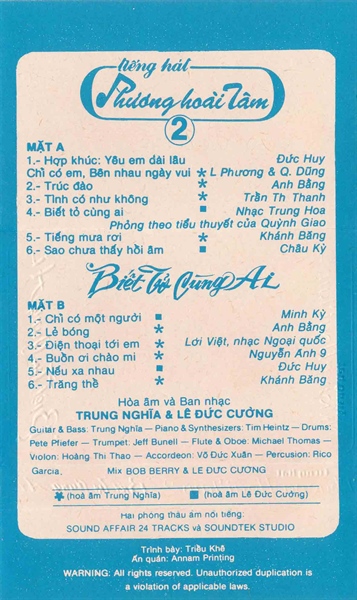 tiếng hát
Phương hoài Tâm
2
MẶT A
1.- Hợp khúc: Yêu em dài lâu Đức Huy
Chỉ có em, Bên nhau ngày vui * L Phương & Q. Dũng
2.- Trúc đào * Anh Bằng
3.- Tình có như không * Trần Th Thanh
4.- Biết tỏ cùng ai ■ Nhạc Trung Hoa
Phỏng theo tiểu thuyết của Quỳnh Giao
5.- Tiếng mưa rơi * Khánh Băng
6.- Sao chưa thấy hồi âm ■ Châu Kỳ
Biết Tỏ Cùng Ai
MẶT B
1.- Chỉ có một người ■ Minh Kỳ
2.- Lẻ bóng * Anh Bằng
3.- Điện thoại tới em * Lời Việt, nhạc Ngoại quốc
4.- Buồn ơi chào mi * Nguyễn Ánh 9
5.- Nếu xa nhau ■ Đức Huy
6.- Trăng thề * Khánh Băng
Hòa âm và Ban nhạc
TRUNG NGHĨA & LÊ ĐỨC CƯỜNG
Guitar & Bass: Trung Nghĩa — Piano & Synthesizers: Tim Heintz — Drums:
Pete Pfiefer — Trumpet: Jeff Bunell — Flute & Oboe: Michael Thomas —
Violon: Hoàng Thi Thao — Accordeon: Võ Đức Xuân — Percusion: Rico
Garcia, Mix BOB BERRY & LE DUC CƯƠNG
* (hoà âm Trung Nghĩa) ■ (hoà âm Lê Đức Cường)
Hai phòng thâu âm nổi tiếng:
SOUND AFFAIR 24 TRACKS và SOUNDTEK STUDIO
Trình bày: Triều Khê
Ấn quán: Annam Printing
WARNING: All rights reserved. Unauthorized duplication is
a violation of applicable laws.